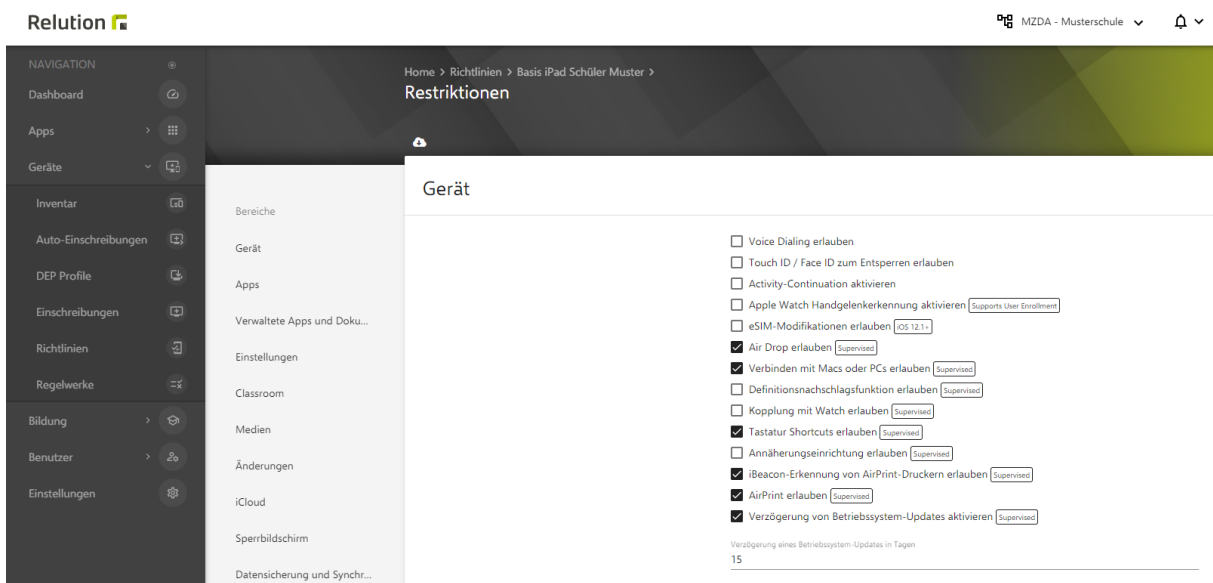 Relution
MZDA - Musterschule
NAVIGATION
Dashboard
Apps
Geräte
Inventar
Auto-Einschreibungen
DEP Profile
Einschreibungen
Richtlinien
Regelwerke
Bildung
Benutzer
Einstellungen
Home > Richtlinien > Basis iPad Schüler Muster >
Restriktionen
Bereiche
Gerät
Apps
Verwaltete Apps und Doku...
Einstellungen
Classroom
Medien
Änderungen
iCloud
Sperrbildschirm
Datensicherung und Synchr...
Gerät
Voice Dialing erlauben
Touch ID / Face ID zum Entsperren erlauben
Activity-Continuation aktivieren
Apple Watch Handgelenkerkennung aktivieren Supports User Enrollment
eSIM-Modifikationen erlauben iOS 12.1+
Air Drop erlauben Supervised
Verbinden mit Macs oder PCs erlauben Supervised
Definitionsnachschlagsfunktion erlauben Supervised
Kopplung mit Watch erlauben Supervised
Tastatur Shortcuts erlauben Supervised
Annäherungseinrichtung erlauben Supervised
iBeacon-Erkennung von AirPrint-Druckern erlauben Supervised
AirPrint erlauben Supervised
Verzögerung von Betriebssystem-Updates aktivieren Supervised
Verzögerung eines Betriebssystem-Updates in Tagen
15